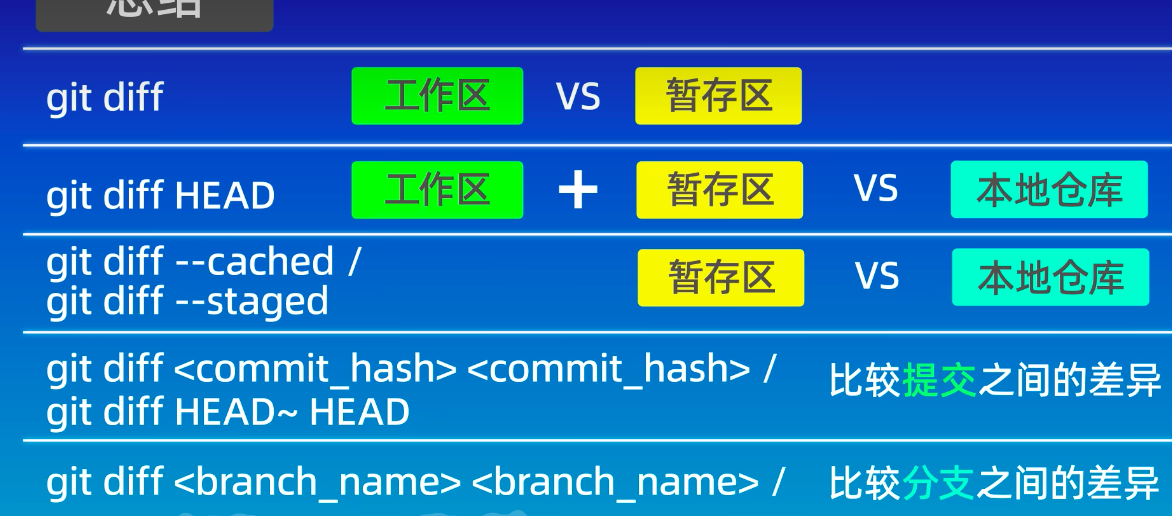 总结
git diff 工作区 VS 暂存区
git diff HEAD 工作区 + 暂存区 VS 本地仓库
git diff --cached /
git diff --staged 暂存区 VS 本地仓库
git diff <commit_hash> <commit_hash> /
git diff HEAD~ HEAD 比较提交之间的差异
git diff <branch_name> <branch_name> / 比较分支之间的差异